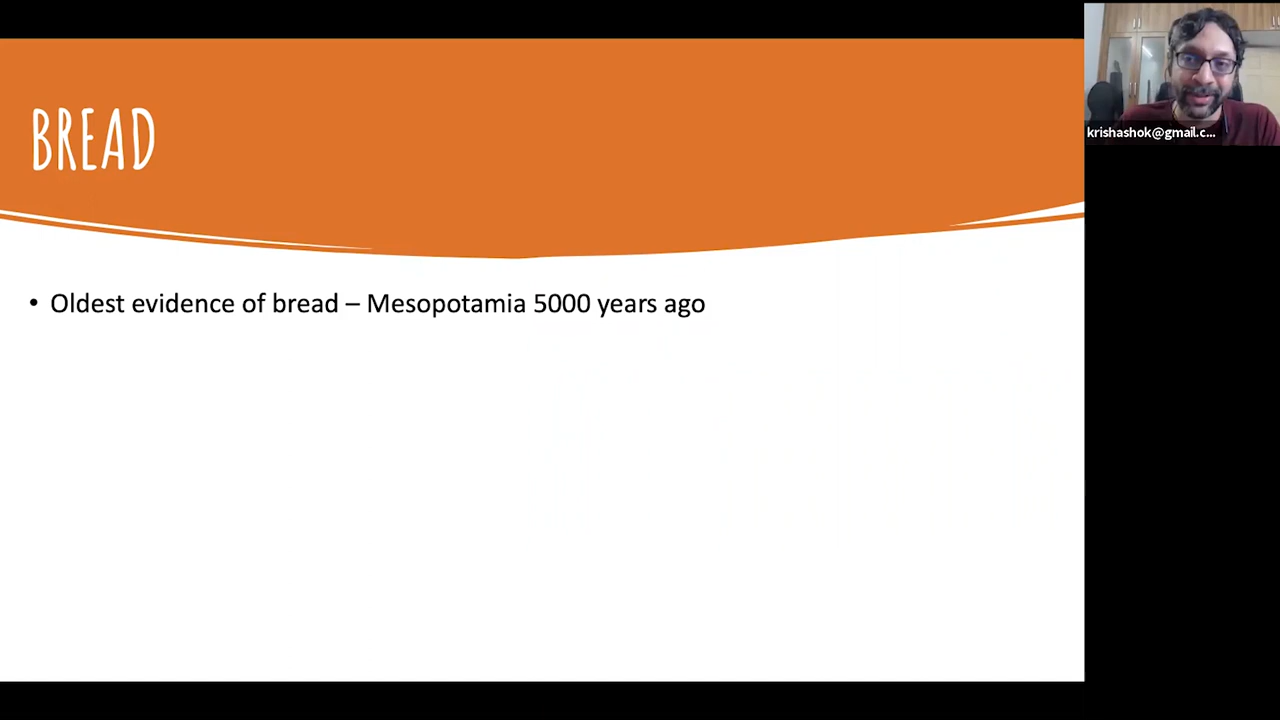 BREAD
• Oldest evidence of bread – Mesopotamia 5000 years ago
krishashok@gmail.c...